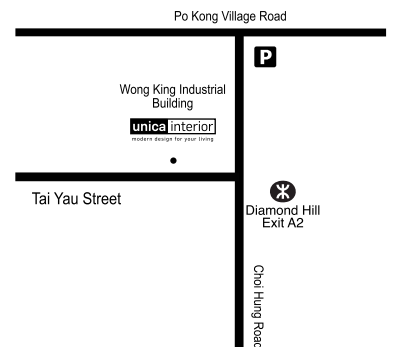 Po Kong Village Road
P
Wong King Industrial
Building
unica interior
modern design for your living
Tai Yau Street
Diamond Hill
Exit A2
Choi Hung Road